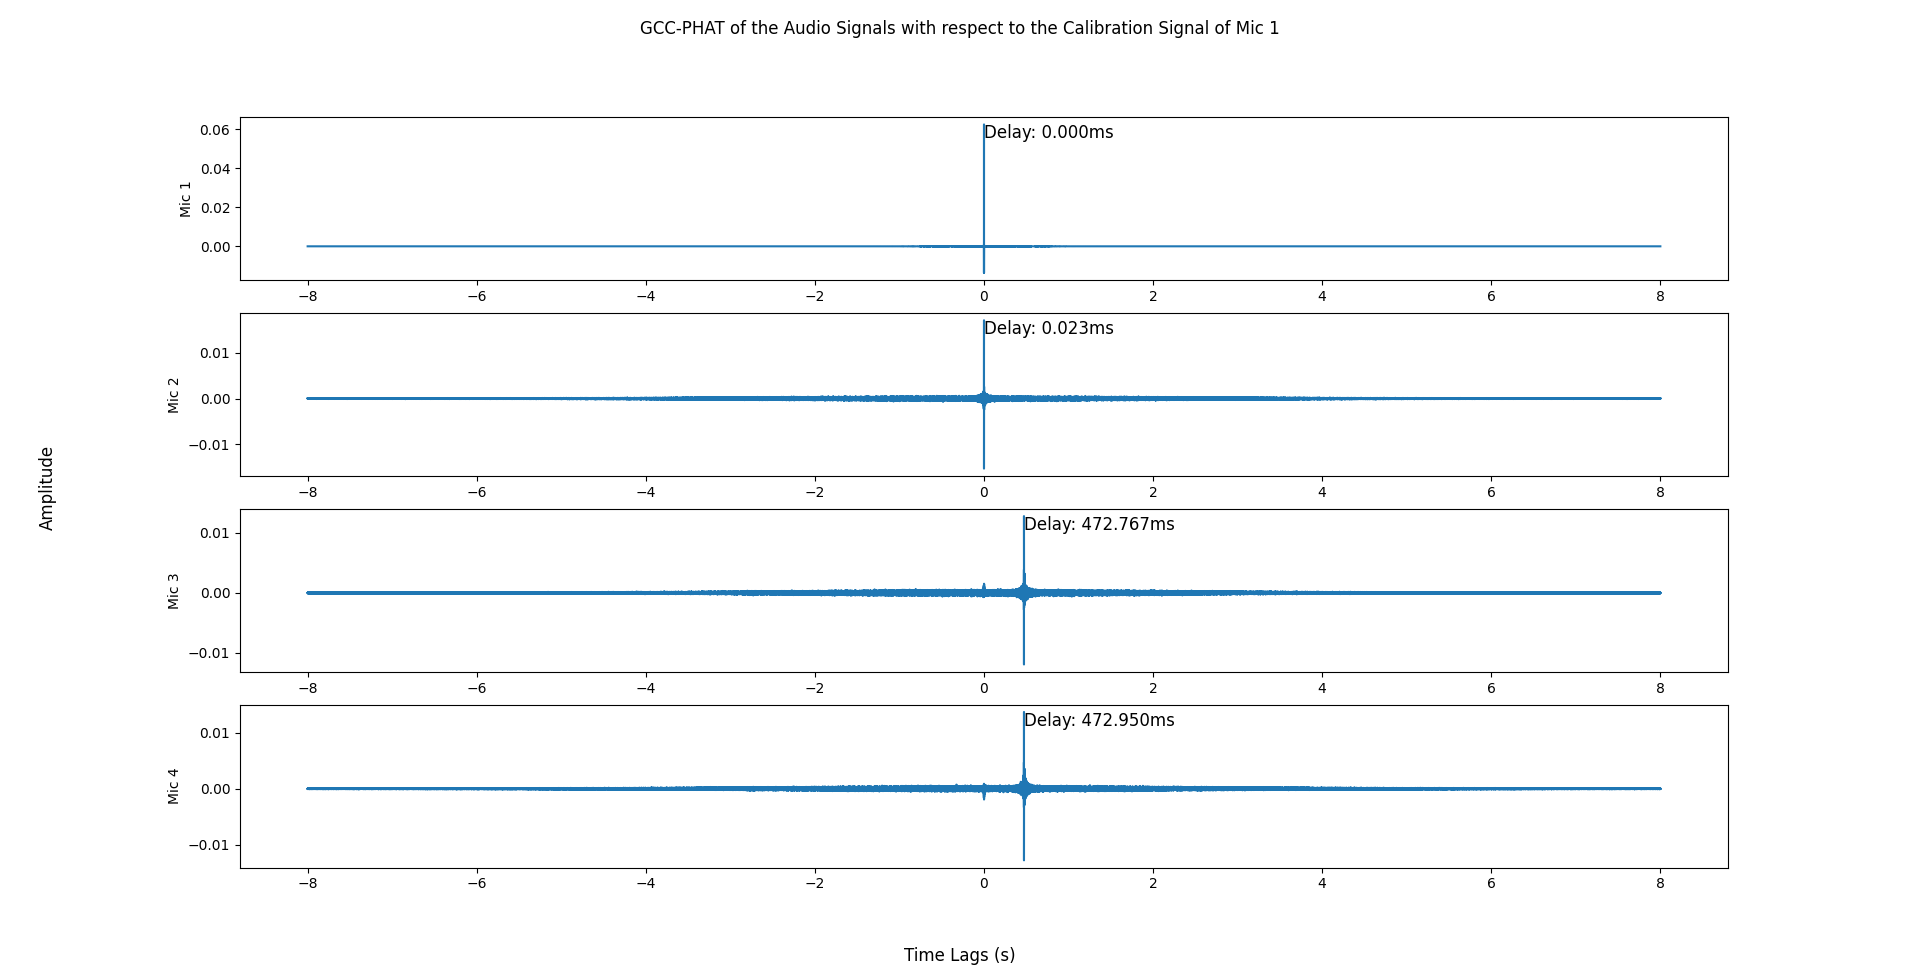 GCC-PHAT of the Audio Signals with respect to the Calibration Signal of Mic 1
Delay: 0.000ms
0.06
0.04
0.02
0.00
Mic 1
−8 −6 −4 −2 0 2 4 6 8
Delay: 0.023ms
0.01
0.00
−0.01
Mic 2
−8 −6 −4 −2 0 2 4 6 8
Delay: 472.767ms
0.01
0.00
−0.01
Mic 3
−8 −6 −4 −2 0 2 4 6 8
Delay: 472.950ms
0.01
0.00
−0.01
Mic 4
−8 −6 −4 −2 0 2 4 6 8
Amplitude
Time Lags (s)